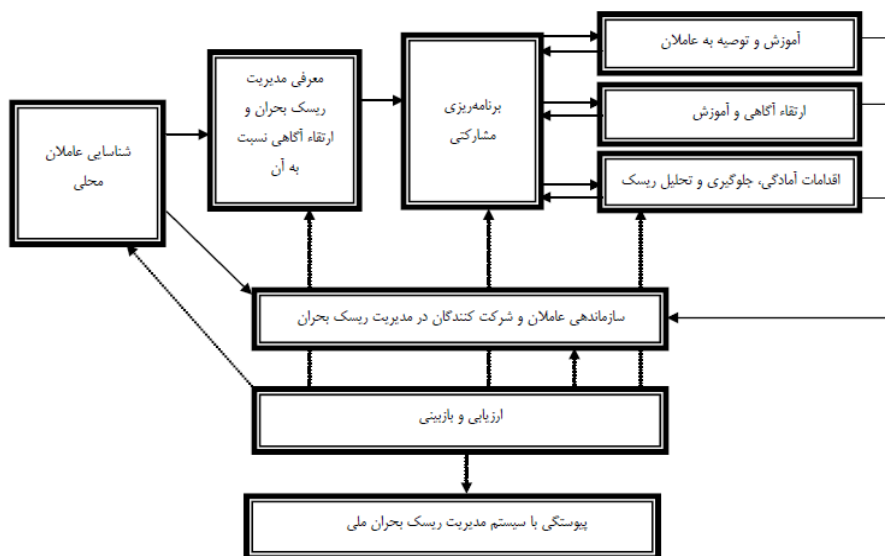 آموزش و توصیه به عاملان
معرفی مدیریت
ریسک بحران و
ارتقاء آگاهی نسبت
به آن
برنامه‌ریزی
مشارکتی
ارتقاء آگاهی و آموزش
شناسایی عاملان
محلی
اقدامات آمادگی، جلوگیری و تحلیل ریسک
سازماندهی عاملان و شرکت کنندگان در مدیریت ریسک بحران
ارزیابی و بازبینی
پیوستگی با سیستم مدیریت ریسک بحران ملی